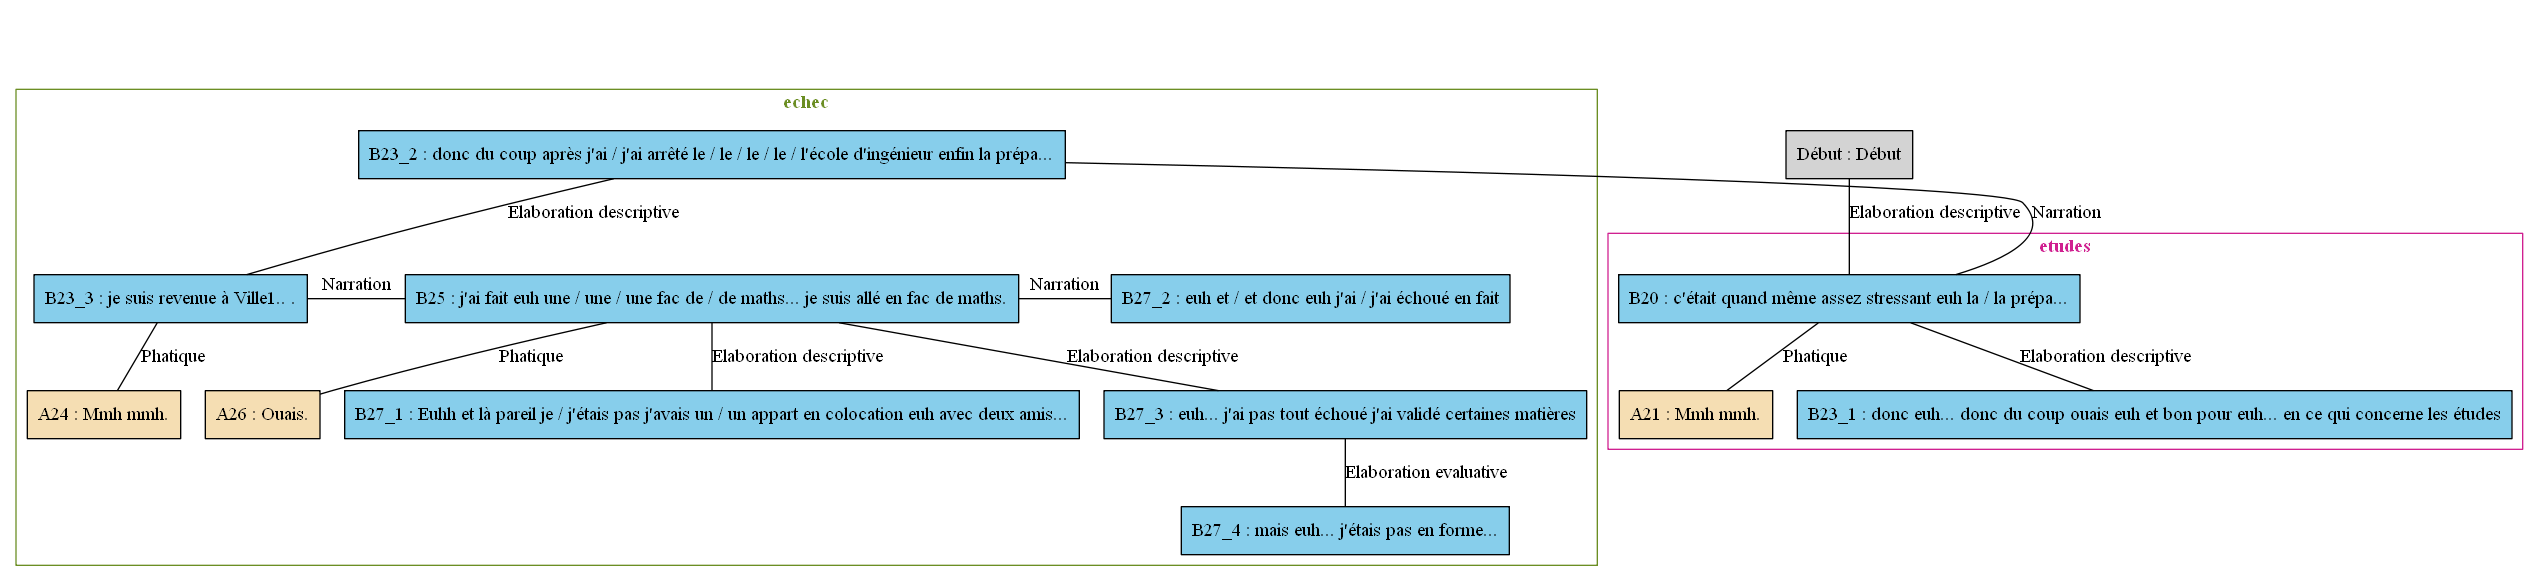 echec
B23_2 : donc du coup après j'ai / j'ai arrêté le / le / le / le / l'école d'ingénieur enfin la prépa...
Début : Début
Elaboration descriptive
Elaboration descriptive
Narration
etudes
B23_3 : je suis revenue à Ville1.. .
Narration
B25 : j'ai fait euh une / une / une fac de / de maths... je suis allé en fac de maths.
Narration
B27_2 : euh et / et donc euh j'ai / j'ai échoué en fait
B20 : c'était quand même assez stressant euh la / la prépa...
Phatique
Phatique
Elaboration descriptive
Elaboration descriptive
Phatique
Elaboration descriptive
A24 : Mmh mmh.
A26 : Ouais.
B27_1 : Euhh et là pareil je / j'étais pas j'avais un / un appart en colocation euh avec deux amis...
B27_3 : euh... j'ai pas tout échoué j'ai validé certaines matières
A21 : Mmh mmh.
B23_1 : donc euh... donc du coup ouais euh et bon pour euh... en ce qui concerne les études
Elaboration evaluative
B27_4 : mais euh... j'étais pas en forme...